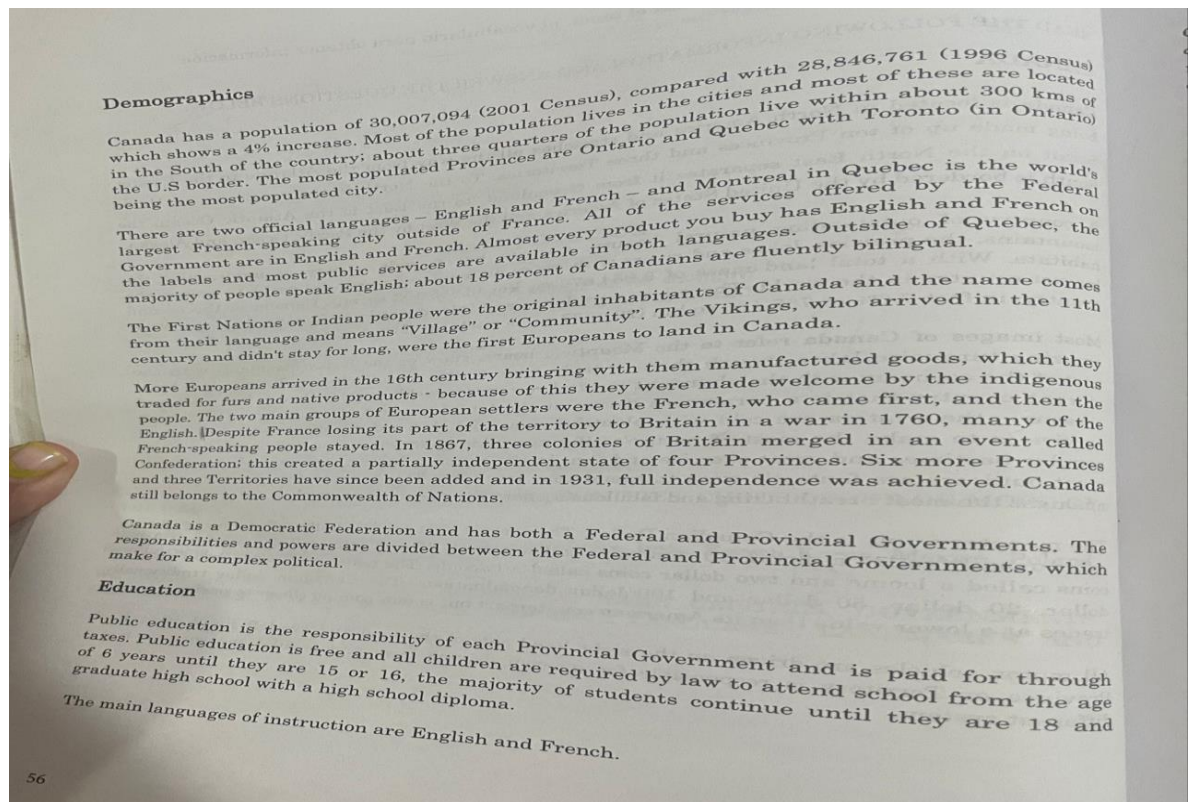 Demographics
Canada has a population of 30,007,094 (2001 Census), compared with 28,846,761 (1996 Census)
which shows a 4% increase. Most of the population lives in the cities and most of these are located
in the South of the country; about three quarters of the population live within about 300 kms of
the U.S border. The most populated Provinces are Ontario and Quebec with Toronto (in Ontario)
being the most populated city.
There are two official languages – English and French – and Montreal in Quebec is the world's
largest French-speaking city outside of France. All of the services offered by the Federal
Government are in English and French. Almost every product you buy has English and French on
the labels and most public services are available in both languages. Outside of Quebec, the
majority of people speak English; about 18 percent of Canadians are fluently bilingual.
The First Nations or Indian people were the original inhabitants of Canada and the name comes
from their language and means “Village” or “Community”. The Vikings, who arrived in the 11th
century and didn't stay for long, were the first Europeans to land in Canada.
More Europeans arrived in the 16th century bringing with them manufactured goods, which they
traded for furs and native products - because of this they were made welcome by the indigenous
people. The two main groups of European settlers were the French, who came first, and then the
English. Despite France losing its part of the territory to Britain in a war in 1760, many of the
French-speaking people stayed. In 1867, three colonies of Britain merged in an event called
Confederation; this created a partially independent state of four Provinces. Six more Provinces
and three Territories have since been added and in 1931, full independence was achieved. Canada
still belongs to the Commonwealth of Nations.
Canada is a Democratic Federation and has both a Federal and Provincial Governments. The
responsibilities and powers are divided between the Federal and Provincial Governments, which
make for a complex political.
Education
Public education is the responsibility of each Provincial Government and is paid for through
taxes. Public education is free and all children are required by law to attend school from the age
of 6 years until they are 15 or 16, the majority of students continue until they are 18 and
graduate high school with a high school diploma.
The main languages of instruction are English and French.
56